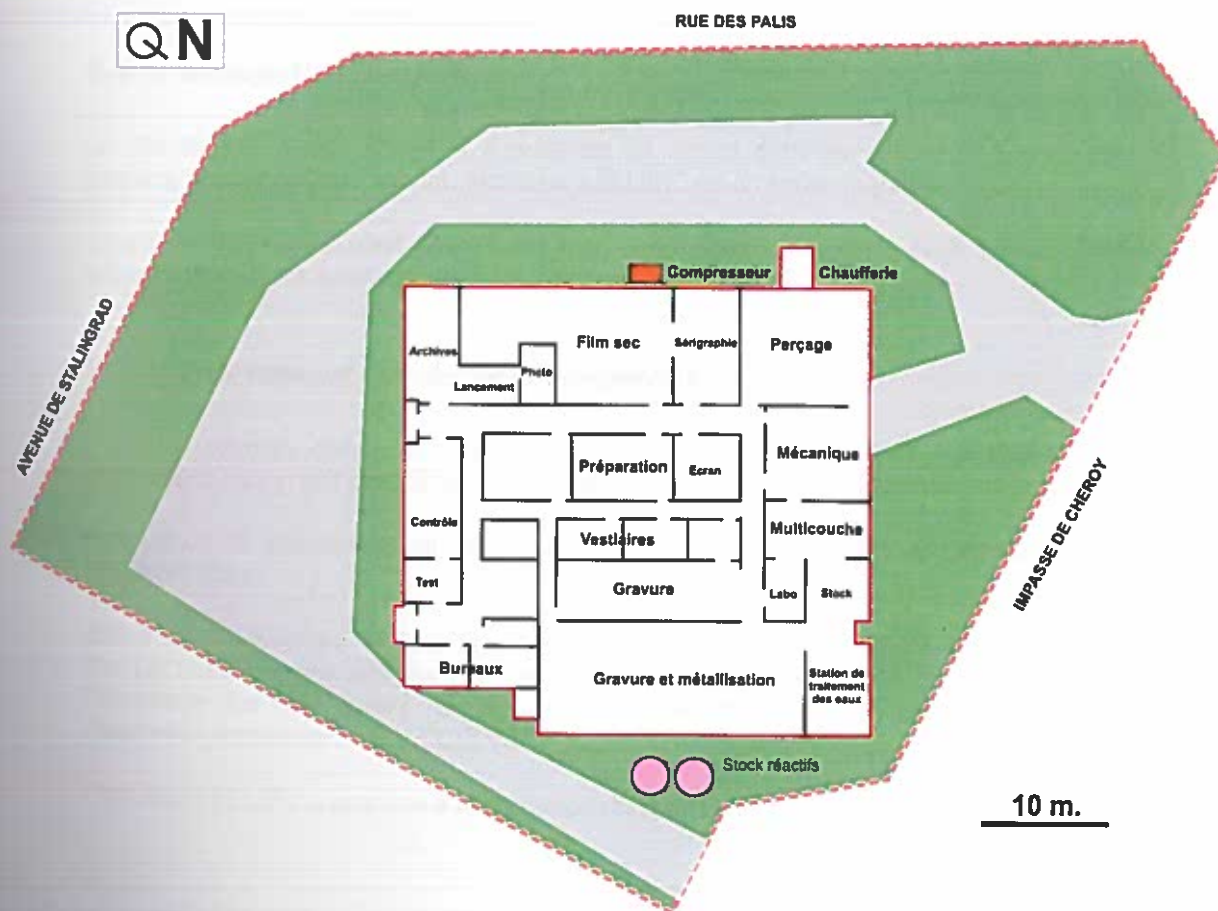 N
RUE DES PALIS
Compresseur
Chaufferie
AVENUE DE STALINGRAD
Film sec
Sérigraphie
Perçage
Archives
Photo
Lancement
Préparation
Ecran
Mécanique
Contrôle
Vestiaires
Multicouche
Test
Gravure
Labo
Stock
IMPASSE DE CHEROY
Bureaux
Gravure et métallisation
Station de
traitement
des eaux
Stock réactifs
10 m.